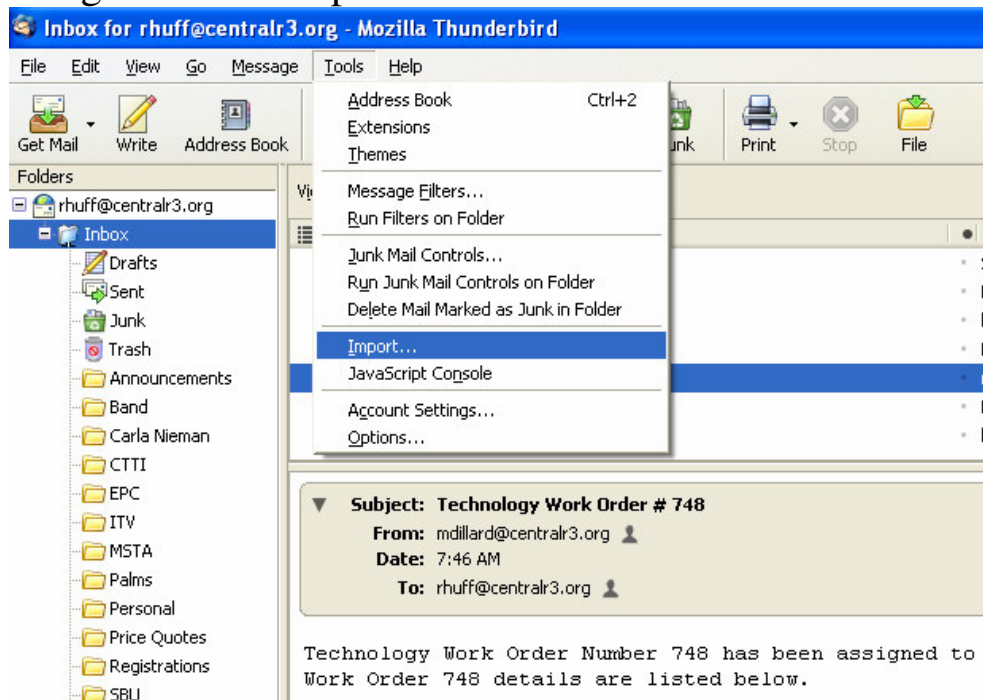 Inbox for rhuff@centralr3.org - Mozilla Thunderbird
File Edit View Go Message Tools Help
Get Mail Write Address Book Print Stop File
Address Book Ctrl+2
Extensions
Themes
Message Filters...
Run Filters on Folder
Junk Mail Controls...
Run Junk Mail Controls on Folder
Delete Mail Marked as Junk in Folder
Import...
JavaScript Console
Account Settings...
Options...
Folders
rhuff@centralr3.org
Inbox
Drafts
Sent
Junk
Trash
Announcements
Band
Carla Nieman
CTTI
EPC
ITV
MSTA
Palms
Personal
Price Quotes
Registrations
SBU
Subject: Technology Work Order # 748
From: mdillard@centralr3.org
Date: 7:46 AM
To: rhuff@centralr3.org
Technology Work Order Number 748 has been assigned to
Work Order 748 details are listed below.